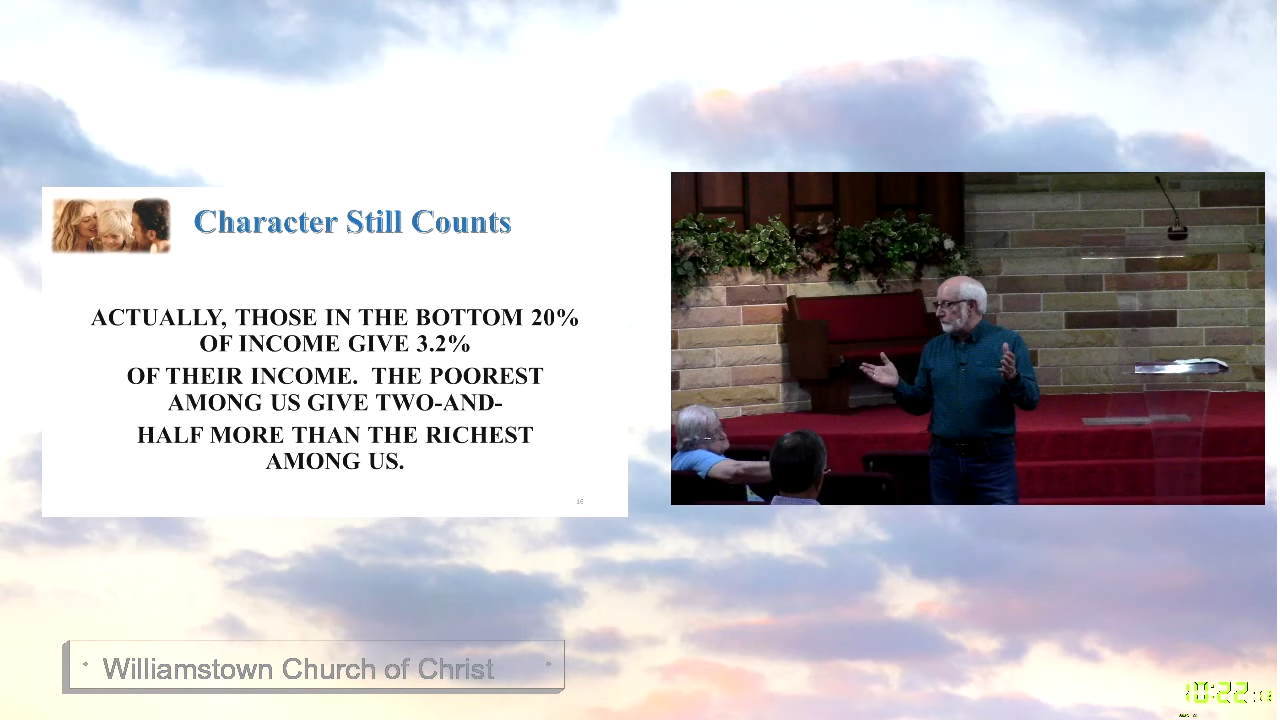 Character Still Counts
ACTUALLY, THOSE IN THE BOTTOM 20%
OF INCOME GIVE 3.2%
OF THEIR INCOME. THE POOREST
AMONG US GIVE TWO-AND-
HALF MORE THAN THE RICHEST
AMONG US.
16
Williamstown Church of Christ